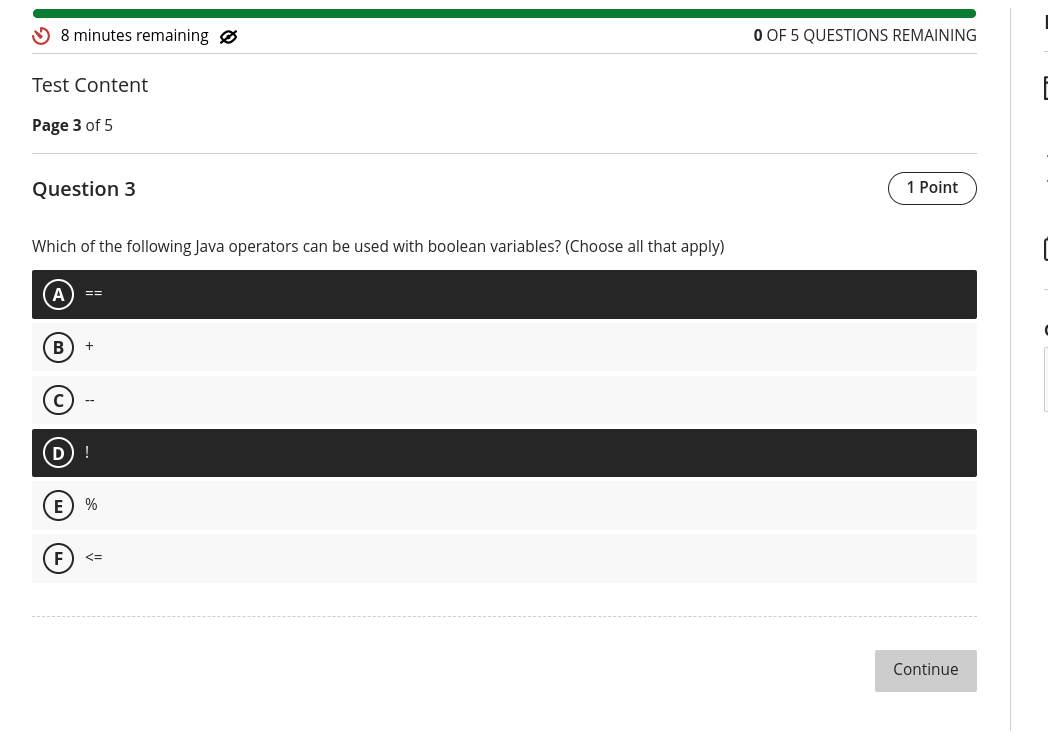 8 minutes remaining
0 OF 5 QUESTIONS REMAINING
Test Content
Page 3 of 5
Question 3
1 Point
Which of the following Java operators can be used with boolean variables? (Choose all that apply)
A ==
B +
C --
D !
E %
F <=
Continue